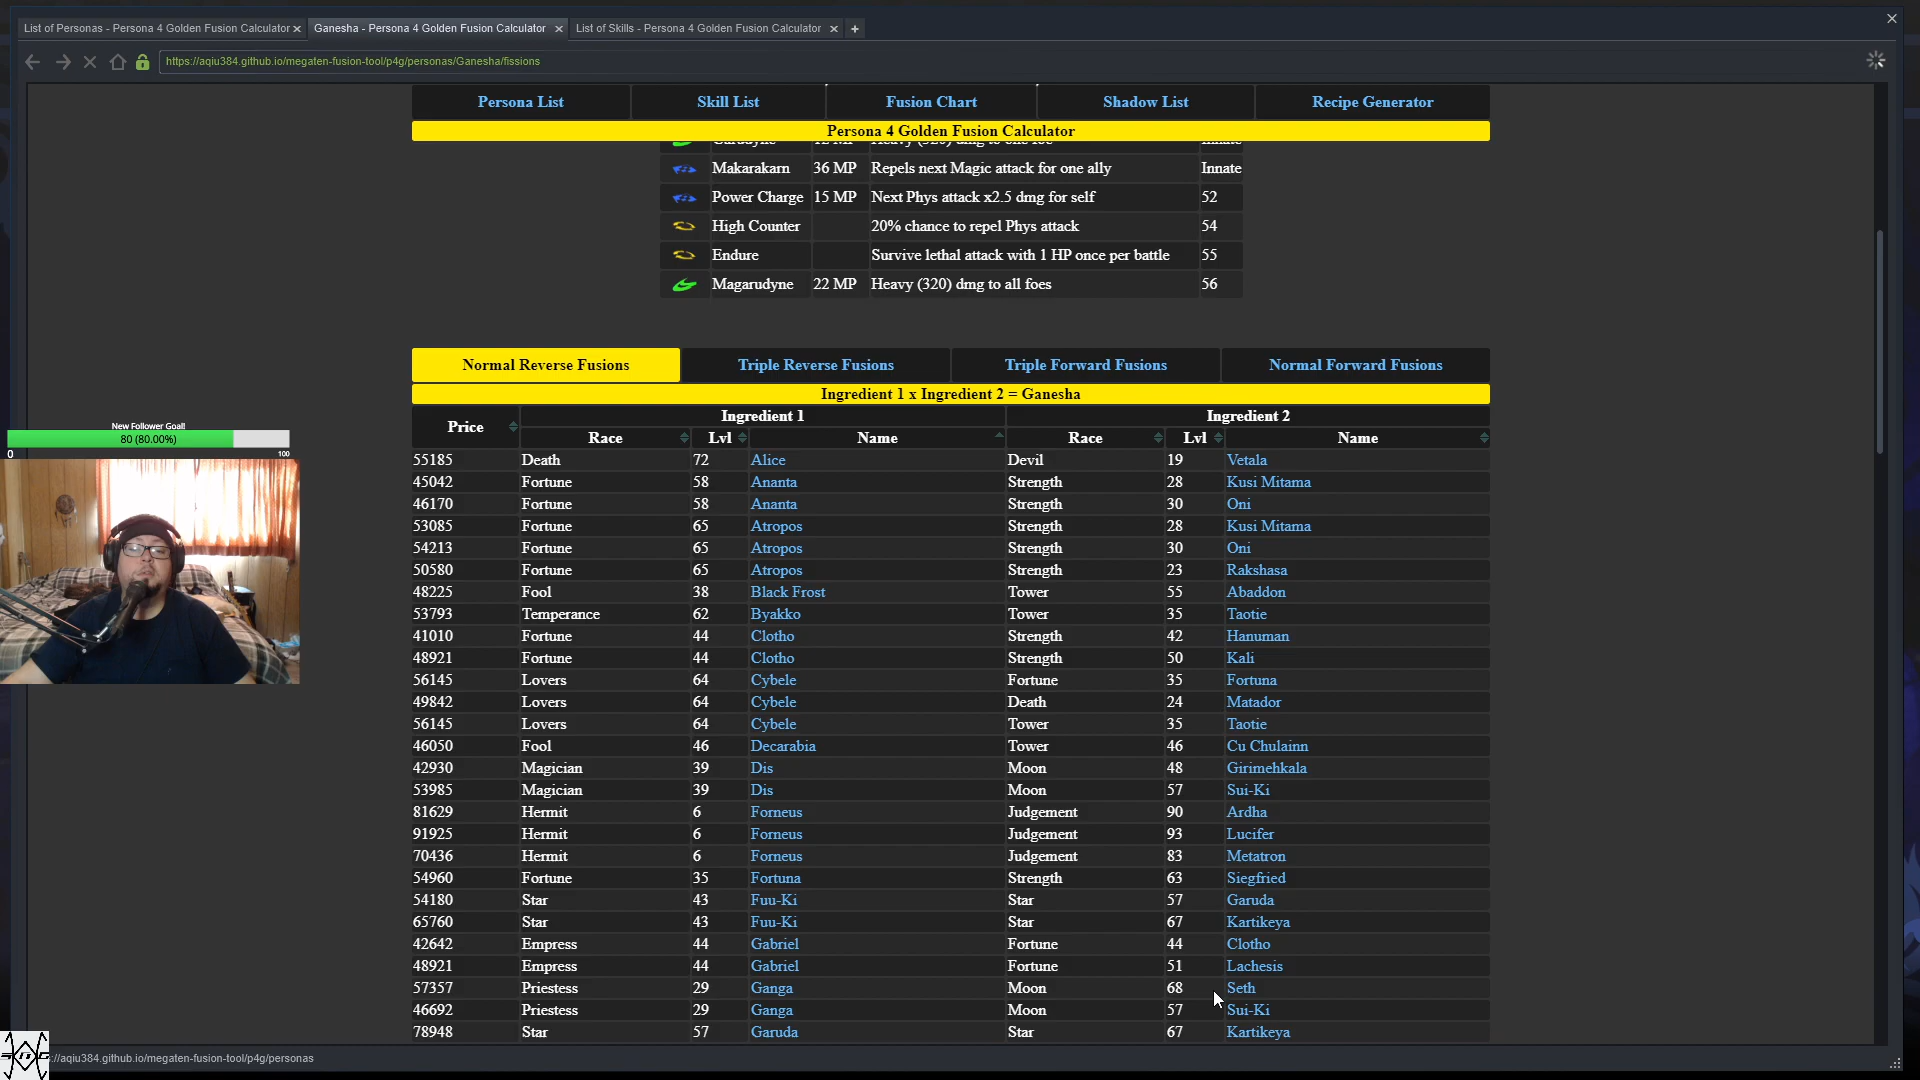 List of Personas - Persona 4 Golden Fusion Calculator
Ganesha - Persona 4 Golden Fusion Calculator
List of Skills - Persona 4 Golden Fusion Calculator
https://aqiu384.github.io/megaten-fusion-tool/p4g/personas/Ganesha/fissions
Persona List Skill List Fusion Chart Shadow List Recipe Generator
Persona 4 Golden Fusion Calculator
Garudyne 12 MP Heavy (320) dmg to one foe Innate
Makarakarn 36 MP Repels next Magic attack for one ally Innate
Power Charge 15 MP Next Phys attack x2.5 dmg for self 52
High Counter 20% chance to repel Phys attack 54
Endure Survive lethal attack with 1 HP once per battle 55
Magarudyne 22 MP Heavy (320) dmg to all foes 56
Normal Reverse Fusions Triple Reverse Fusions Triple Forward Fusions Normal Forward Fusions
Ingredient 1 x Ingredient 2 = Ganesha
Price Ingredient 1 Ingredient 2
Race Lvl Name Race Lvl Name
55185 Death 72 Alice Devil 19 Vetala
45042 Fortune 58 Ananta Strength 28 Kusi Mitama
46170 Fortune 58 Ananta Strength 30 Oni
53085 Fortune 65 Atropos Strength 28 Kusi Mitama
54213 Fortune 65 Atropos Strength 30 Oni
50580 Fortune 65 Atropos Strength 23 Rakshasa
48225 Fool 38 Black Frost Tower 55 Abaddon
53793 Temperance 62 Byakko Tower 35 Taotie
41010 Fortune 44 Clotho Strength 42 Hanuman
48921 Fortune 44 Clotho Strength 50 Kali
56145 Lovers 64 Cybele Fortune 35 Fortuna
49842 Lovers 64 Cybele Death 24 Matador
56145 Lovers 64 Cybele Tower 35 Taotie
46050 Fool 46 Decarabia Tower 46 Cu Chulainn
42930 Magician 39 Dis Moon 48 Girimehkala
53985 Magician 39 Dis Moon 57 Sui-Ki
81629 Hermit 6 Forneus Judgement 90 Ardha
91925 Hermit 6 Forneus Judgement 93 Lucifer
70436 Hermit 6 Forneus Judgement 83 Metatron
54960 Fortune 35 Fortuna Strength 63 Siegfried
54180 Star 43 Fuu-Ki Star 57 Garuda
65760 Star 43 Fuu-Ki Star 67 Kartikeya
42642 Empress 44 Gabriel Fortune 44 Clotho
48921 Empress 44 Gabriel Fortune 51 Lachesis
57357 Priestess 29 Ganga Moon 68 Seth
46692 Priestess 29 Ganga Moon 57 Sui-Ki
78948 Star 57 Garuda Star 67 Kartikeya
New Follower Goal!
80 (80.00%)
0 100
://aqiu384.github.io/megaten-fusion-tool/p4g/personas